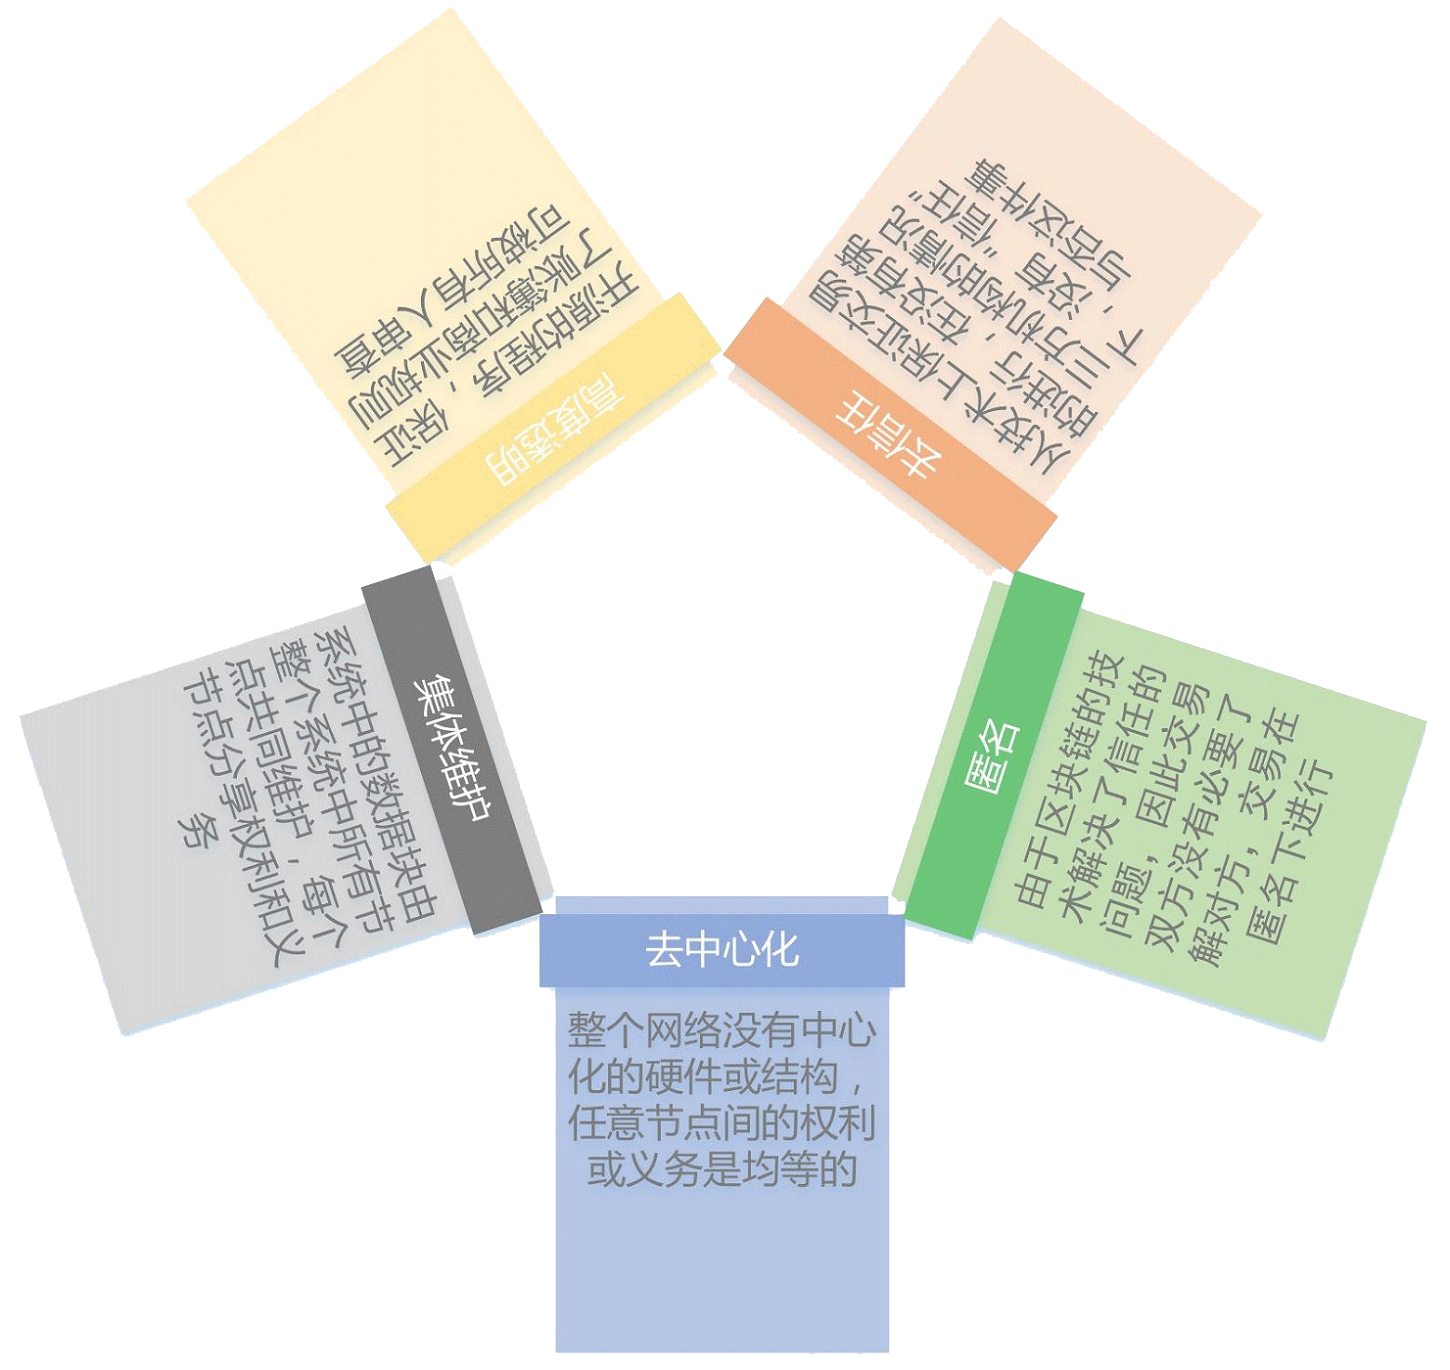 去中心化
整个网络没有中心
化的硬件或结构，
任意节点间的权利
或义务是均等的
集体维护
系统中的数据块由
整个系统中所有节
点共同维护，每个
节点分享权利和义
务
高度透明
开源的程序，保证
了账簿和商业规则
可被所有人审查
去信任
从技术上保证交易
的进行，在没有第
三方机构的情况
下，没有“信任”
与否这件事
匿名
由于区块链的技
术解决了信任的
问题，因此交易
双方没有必要了
解对方，交易在
匿名下进行